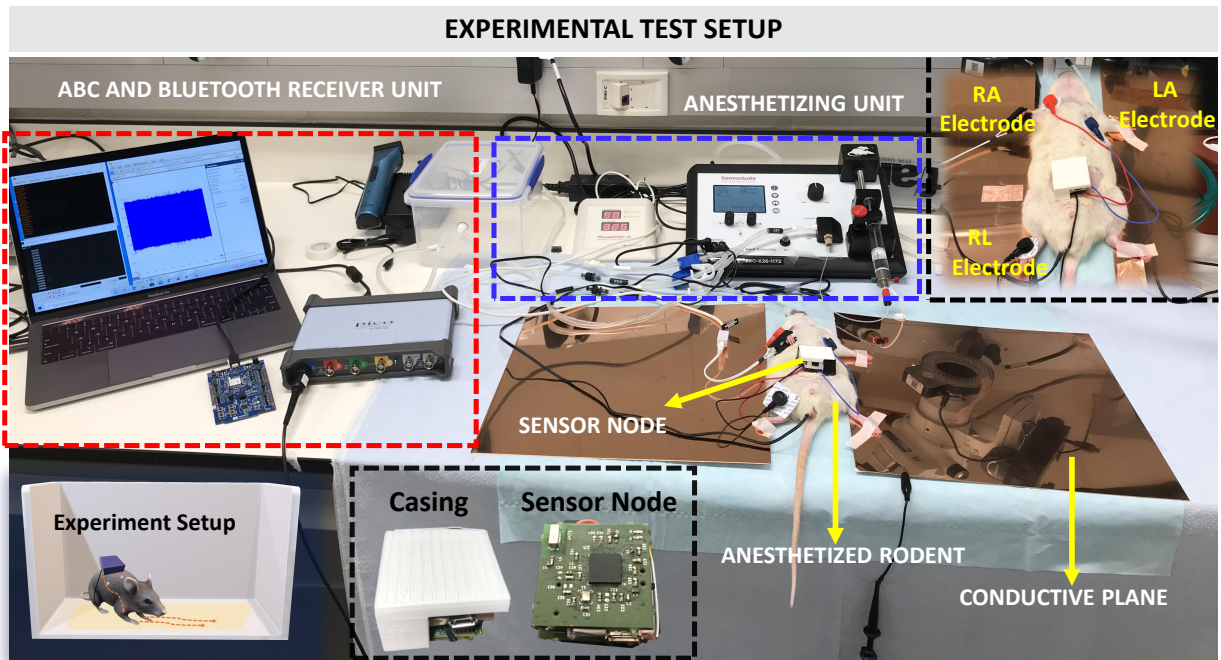 EXPERIMENTAL TEST SETUP
ABC AND BLUETOOTH RECEIVER UNIT
ANESTHETIZING UNIT
RA
Electrode
LA
Electrode
RL
Electrode
SomnoSuite
pico
SENSOR NODE
ANESTHETIZED RODENT
CONDUCTIVE PLANE
Experiment Setup
Casing
Sensor Node